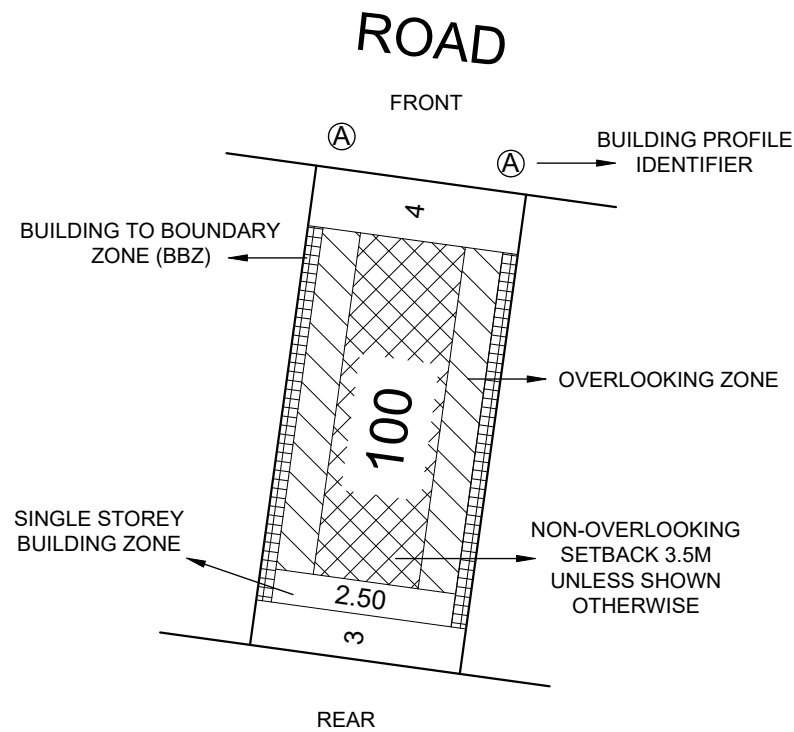 ROAD
FRONT
A
A
BUILDING PROFILE
IDENTIFIER
4
BUILDING TO BOUNDARY
ZONE (BBZ)
OVERLOOKING ZONE
100
SINGLE STOREY
BUILDING ZONE
NON-OVERLOOKING
SETBACK 3.5M
UNLESS SHOWN
OTHERWISE
2.50
3
REAR